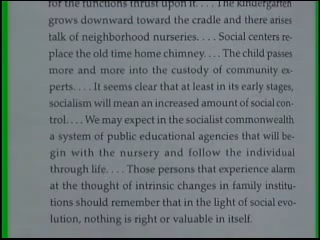 for the functions thrust upon it. . . . The kindergarten
grows downward toward the cradle and there arises
talk of neighborhood nurseries. . . . Social centers re-
place the old time home chimney. . . . The child passes
more and more into the custody of community ex-
perts. . . . It seems clear that at least in its early stages,
socialism will mean an increased amount of social con-
trol. . . . We may expect in the socialist commonwealth
a system of public educational agencies that will be-
gin with the nursery and follow the individual
through life. . . . Those persons that experience alarm
at the thought of intrinsic changes in family institu-
tions should remember that in the light of social evo-
lution, nothing is right or valuable in itself.